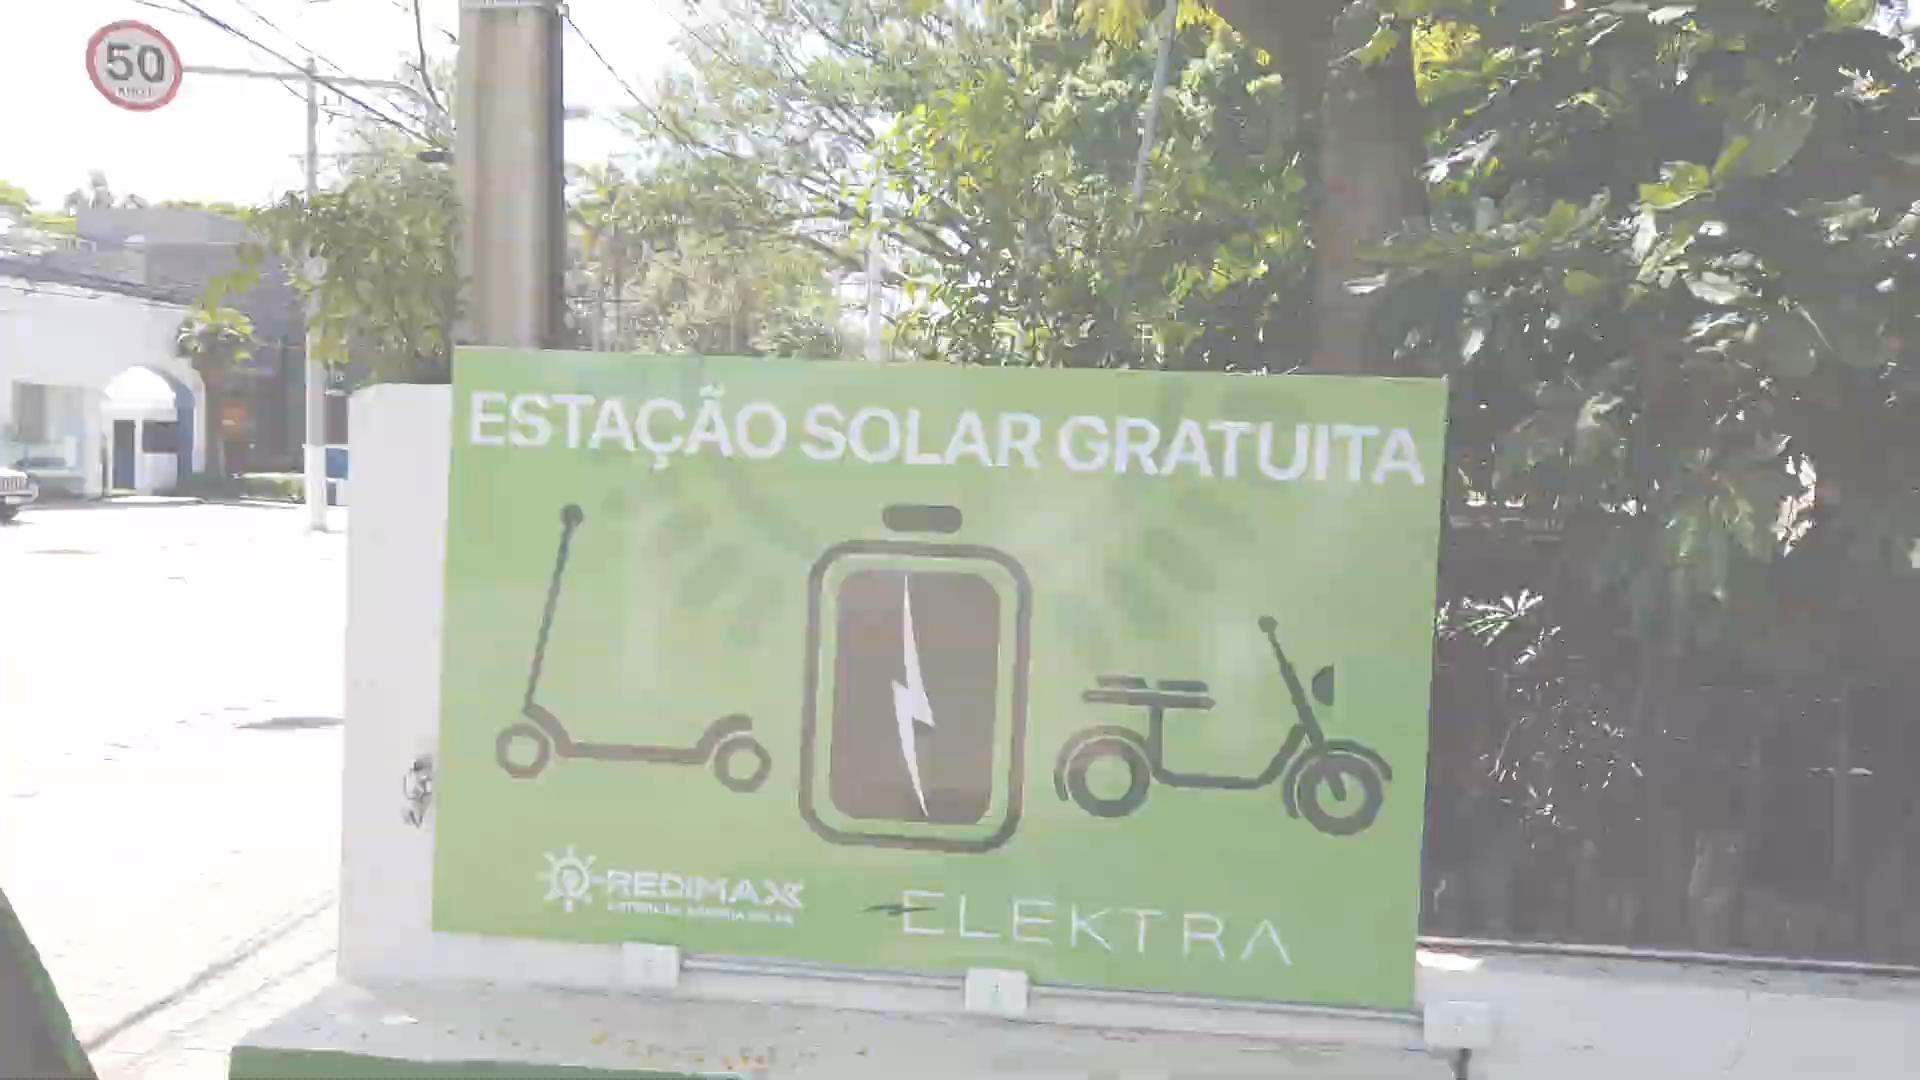 50
ESTAÇÃO SOLAR GRATUITA
REDIMAX
ELEKTRA